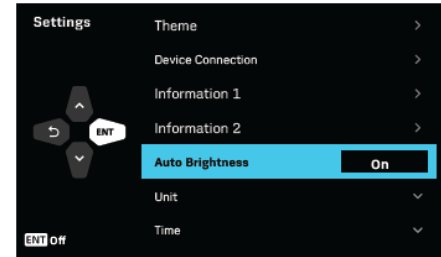 Settings
Theme
Device Connection
Information 1
Information 2
ENT
Auto Brightness On
Unit
Time
ENT Off